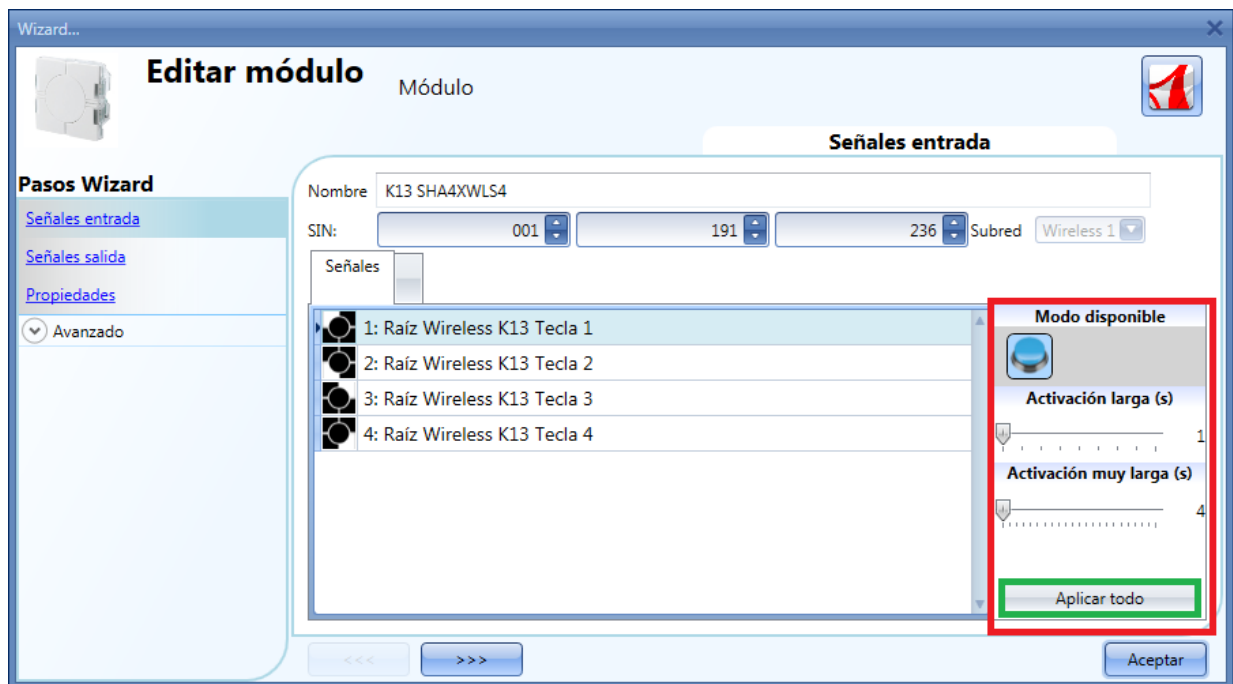 Wizard...
Editar módulo
Módulo
Señales entrada
Pasos Wizard
Señales entrada
Señales salida
Propiedades
Avanzado
Nombre K13 SHA4XWLS4
SIN: 001 191 236 Subred Wireless 1
Señales
1: Raíz Wireless K13 Tecla 1
2: Raíz Wireless K13 Tecla 2
3: Raíz Wireless K13 Tecla 3
4: Raíz Wireless K13 Tecla 4
Modo disponible
Activación larga (s)
1
Activación muy larga (s)
4
Aplicar todo
<<< >>> Aceptar